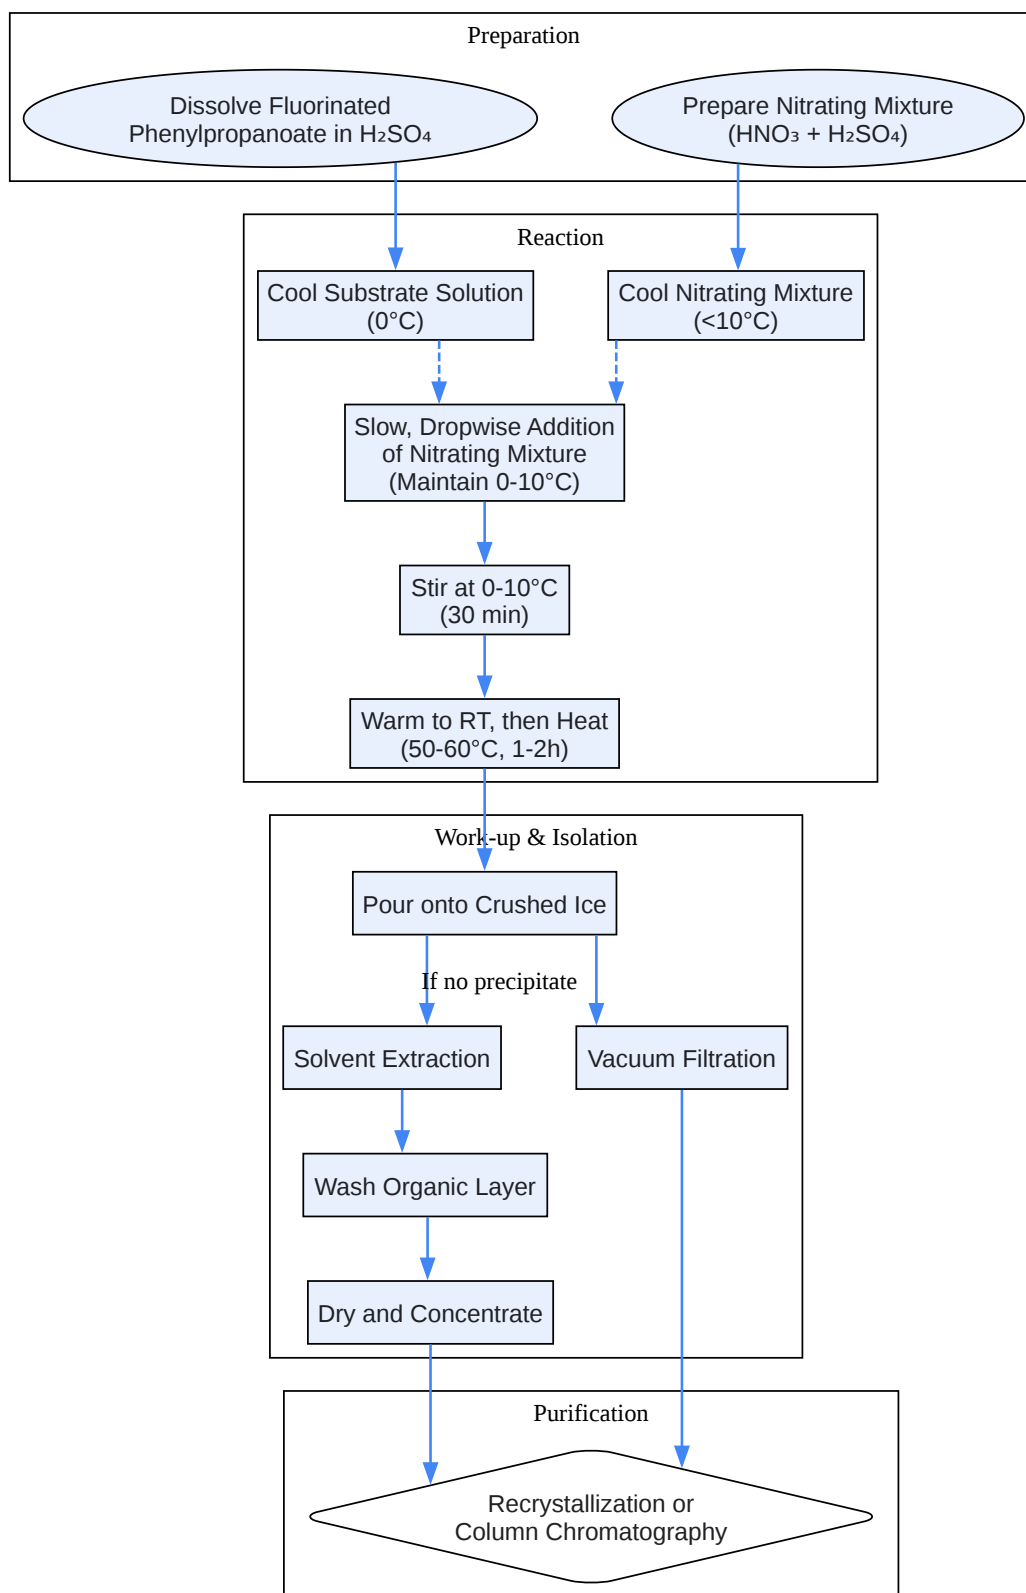 Preparation
Dissolve Fluorinated
Phenylpropanoate in H₂SO₄
Prepare Nitrating Mixture
(HNO₃ + H₂SO₄)
Reaction
Cool Substrate Solution
(0°C)
Cool Nitrating Mixture
(<10°C)
Slow, Dropwise Addition
of Nitrating Mixture
(Maintain 0-10°C)
Stir at 0-10°C
(30 min)
Warm to RT, then Heat
(50-60°C, 1-2h)
Work-up & Isolation
Pour onto Crushed Ice
If no precipitate
Solvent Extraction
Vacuum Filtration
Wash Organic Layer
Dry and Concentrate
Purification
Recrystallization or
Column Chromatography